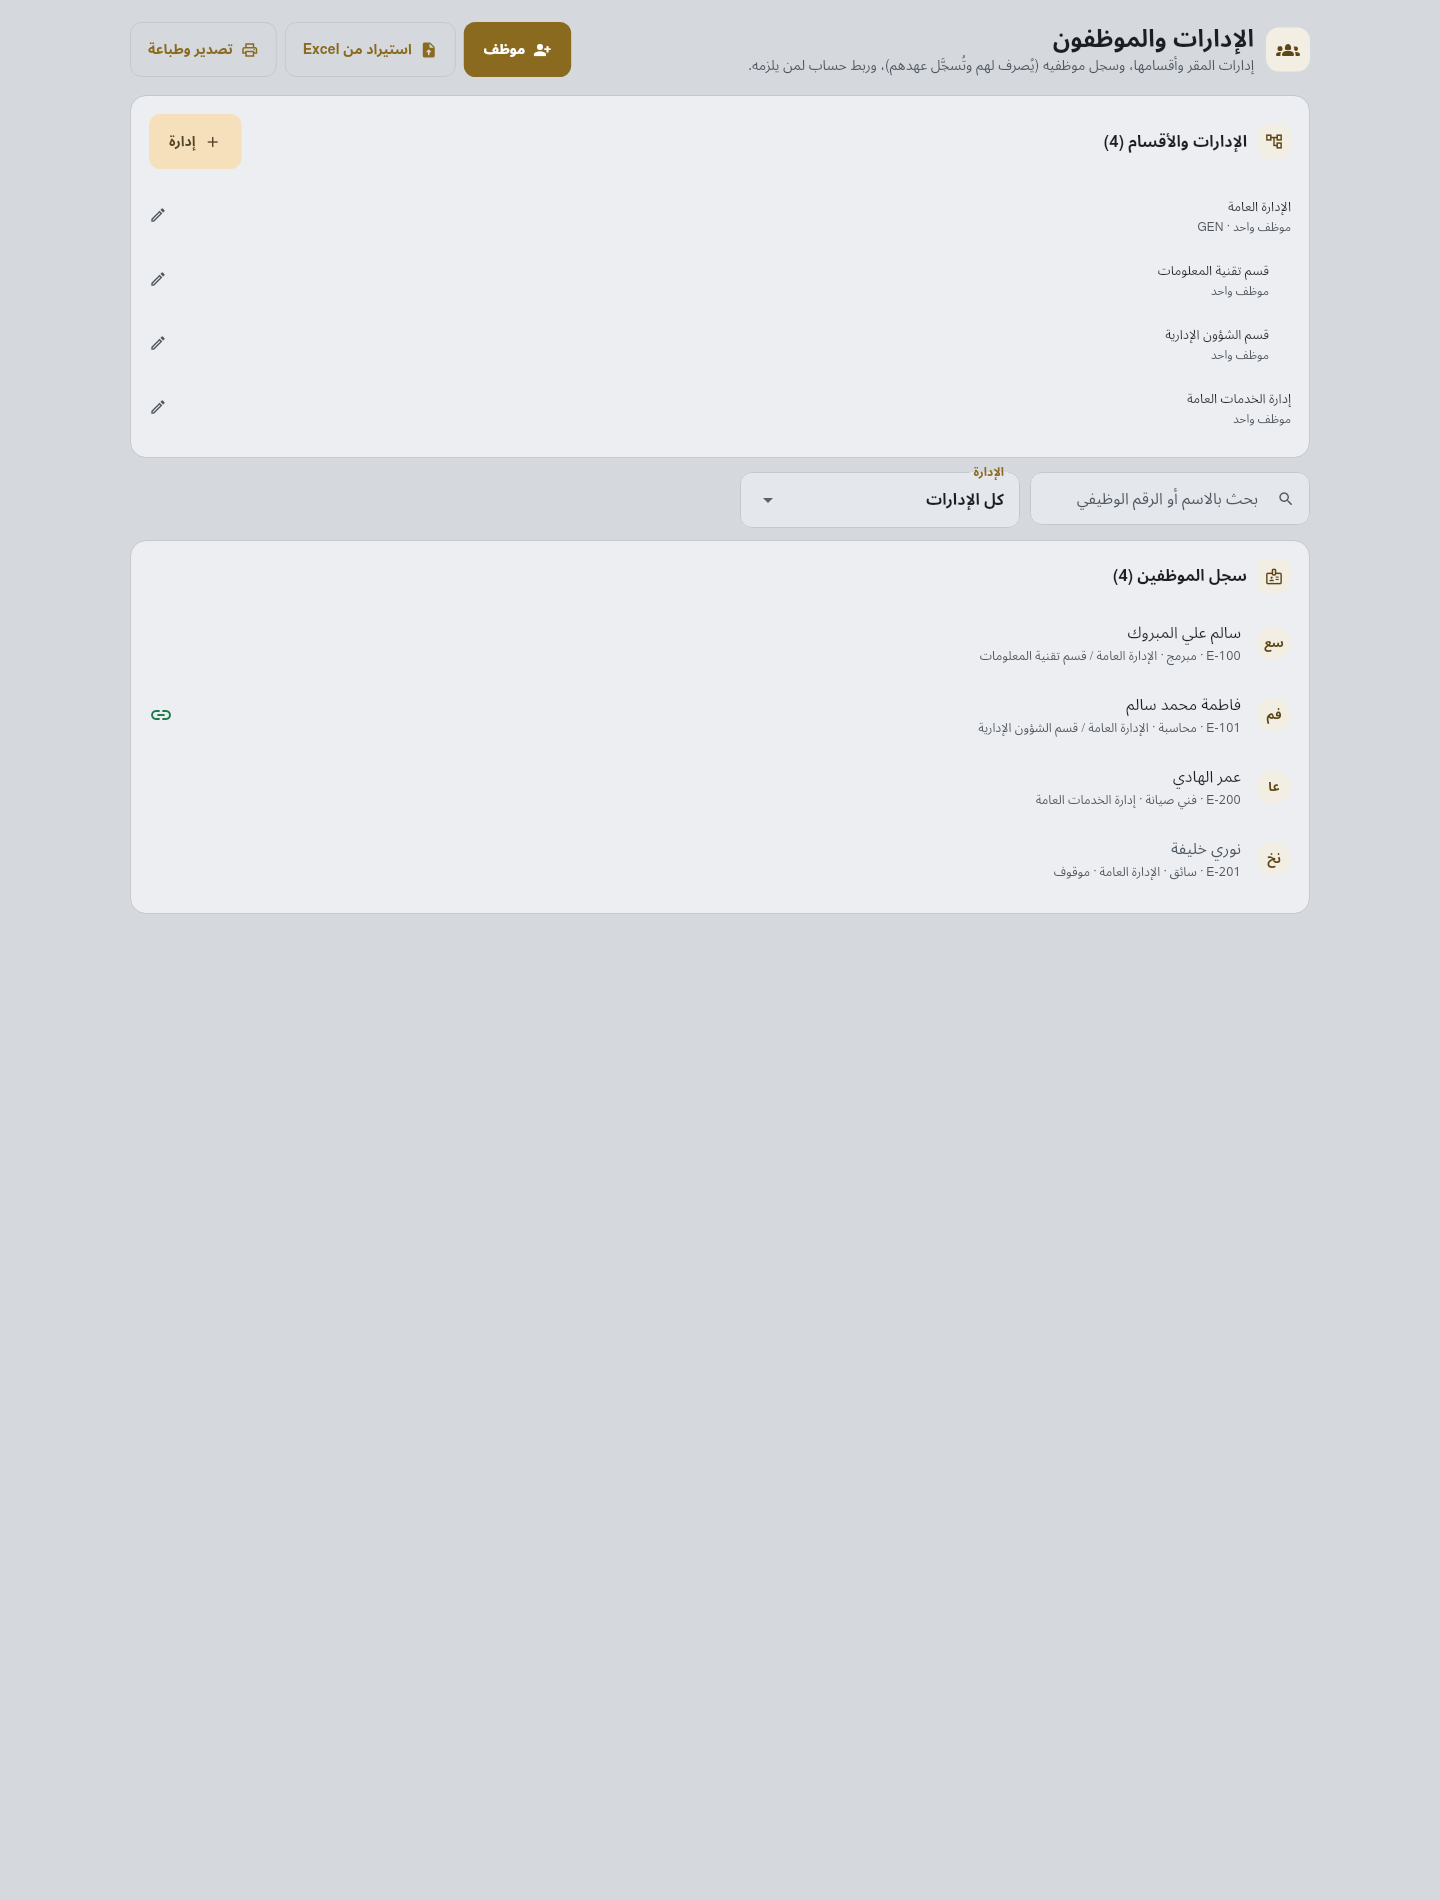 الإدارات والموظفون
إدارات المقر وأقسامها، وسجل موظفيه (يُصرف لهم وتُسجَّل عهدهم)، وربط حساب لمن يلزمه.
موظف
استيراد من Excel
تصدير وطباعة
الإدارات والأقسام (4)
إدارة
الإدارة العامة
موظف واحد · GEN
قسم تقنية المعلومات
موظف واحد
قسم الشؤون الإدارية
موظف واحد
إدارة الخدمات العامة
موظف واحد
بحث بالاسم أو الرقم الوظيفي
الإدارة
كل الإدارات
سجل الموظفين (4)
سع
سالم علي المبروك
E-100 · مبرمج · الإدارة العامة / قسم تقنية المعلومات
فم
فاطمة محمد سالم
E-101 · محاسبة · الإدارة العامة / قسم الشؤون الإدارية
عا
عمر الهادي
E-200 · فني صيانة · إدارة الخدمات العامة
نخ
نوري خليفة
E-201 · سائق · الإدارة العامة · موقوف